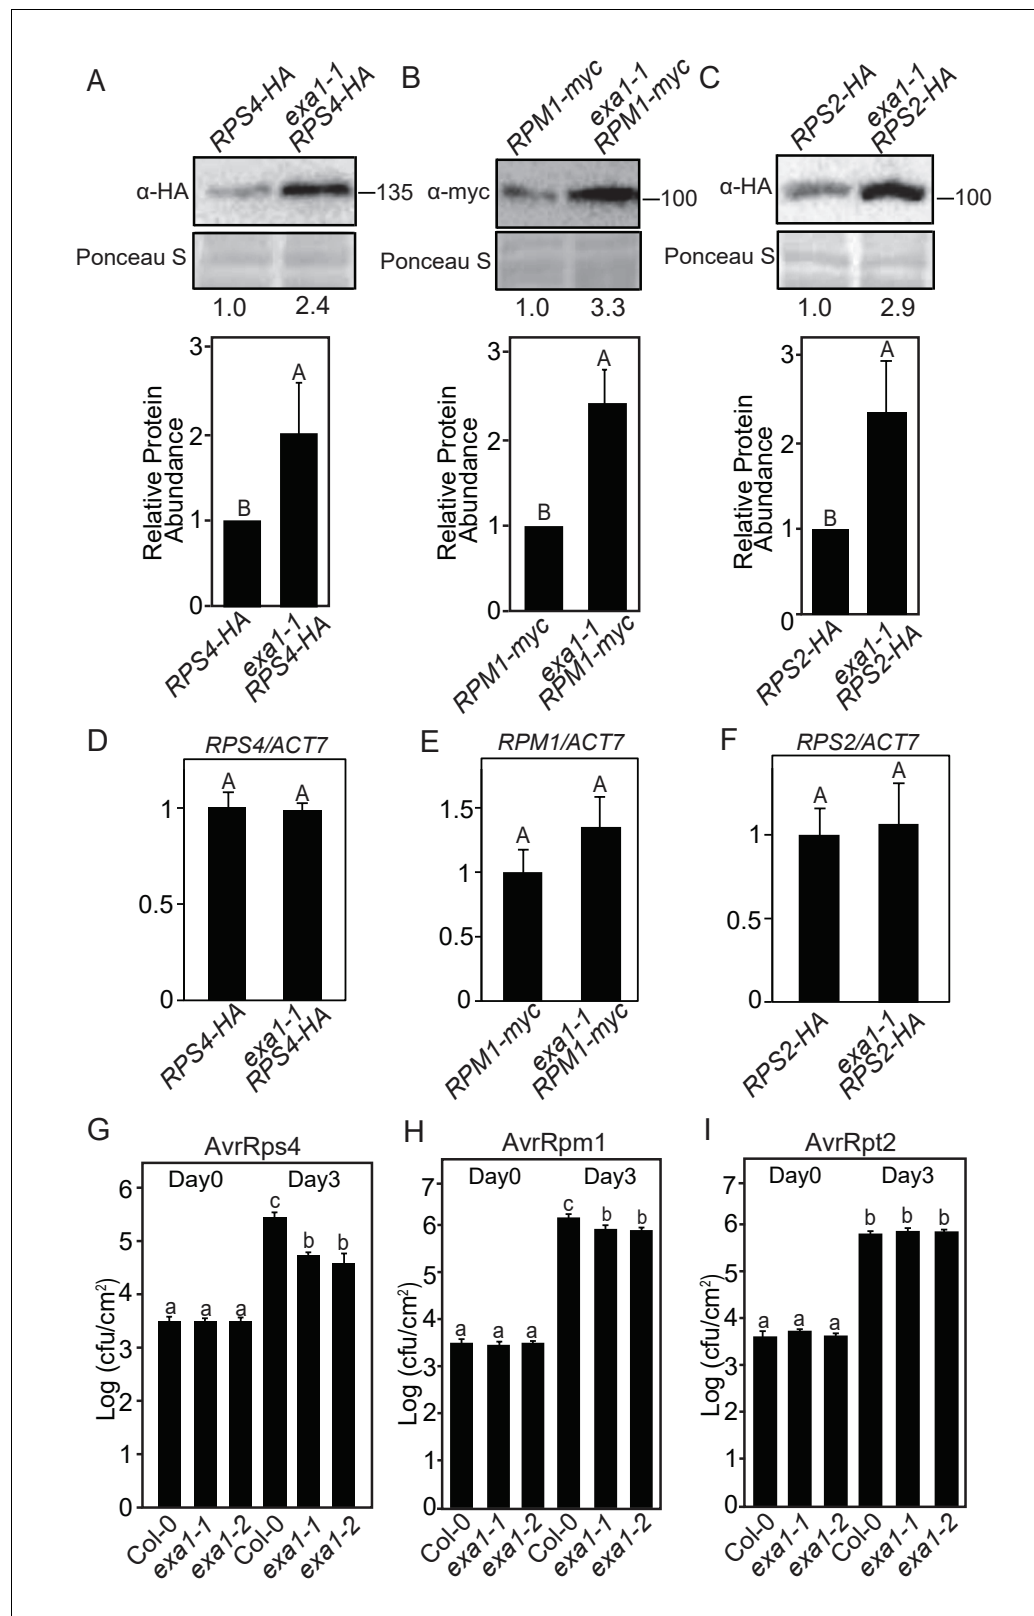 A
RPS4-HA
exa1-1
RPS4-HA
α-HA
135
Ponceau S
1.0
2.4
3
2
1
0
Relative Protein
Abundance
A
B
RPS4-HA
exa1-1
RPS4-HA
B
RPM1-myc
exa1-1
RPM1-myc
α-myc
100
Ponceau S
1.0
3.3
3
2
1
0
Relative Protein
Abundance
A
B
RPM1-myc
exa1-1
RPM1-myc
C
RPS2-HA
exa1-1
RPS2-HA
α-HA
100
Ponceau S
1.0
2.9
3
2
1
0
Relative Protein
Abundance
A
B
RPS2-HA
exa1-1
RPS2-HA
D
RPS4/ACT7
1
0.5
0
A
A
RPS4-HA
exa1-1
RPS4-HA
E
RPM1/ACT7
1.5
1
0.5
0
A
A
RPM1-myc
exa1-1
RPM1-myc
F
RPS2/ACT7
1
0.5
0
A
A
RPS2-HA
exa1-1
RPS2-HA
G
AvrRps4
Day0
Day3
6
5
4
3
2
1
0
Log (cfu/cm²)
a
a
a
c
b
b
Col-0
exa1-1
exa1-2
Col-0
exa1-1
exa1-2
H
AvrRpm1
Day0
Day3
7
6
5
4
3
2
1
0
Log (cfu/cm²)
a
a
a
c
b
b
Col-0
exa1-1
exa1-2
Col-0
exa1-1
exa1-2
I
AvrRpt2
Day0
Day3
7
6
5
4
3
2
1
0
Log (cfu/cm²)
a
a
a
b
b
b
Col-0
exa1-1
exa1-2
Col-0
exa1-1
exa1-2